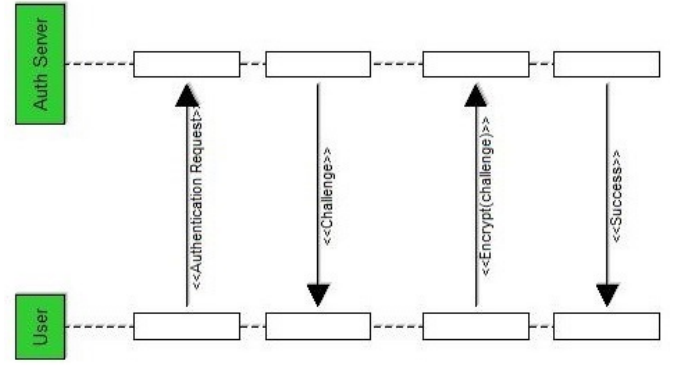 Auth Server
<<Authentication Request>>
<<Challenge>>
<<Encrypt(challenge)>>
<<Success>>
User